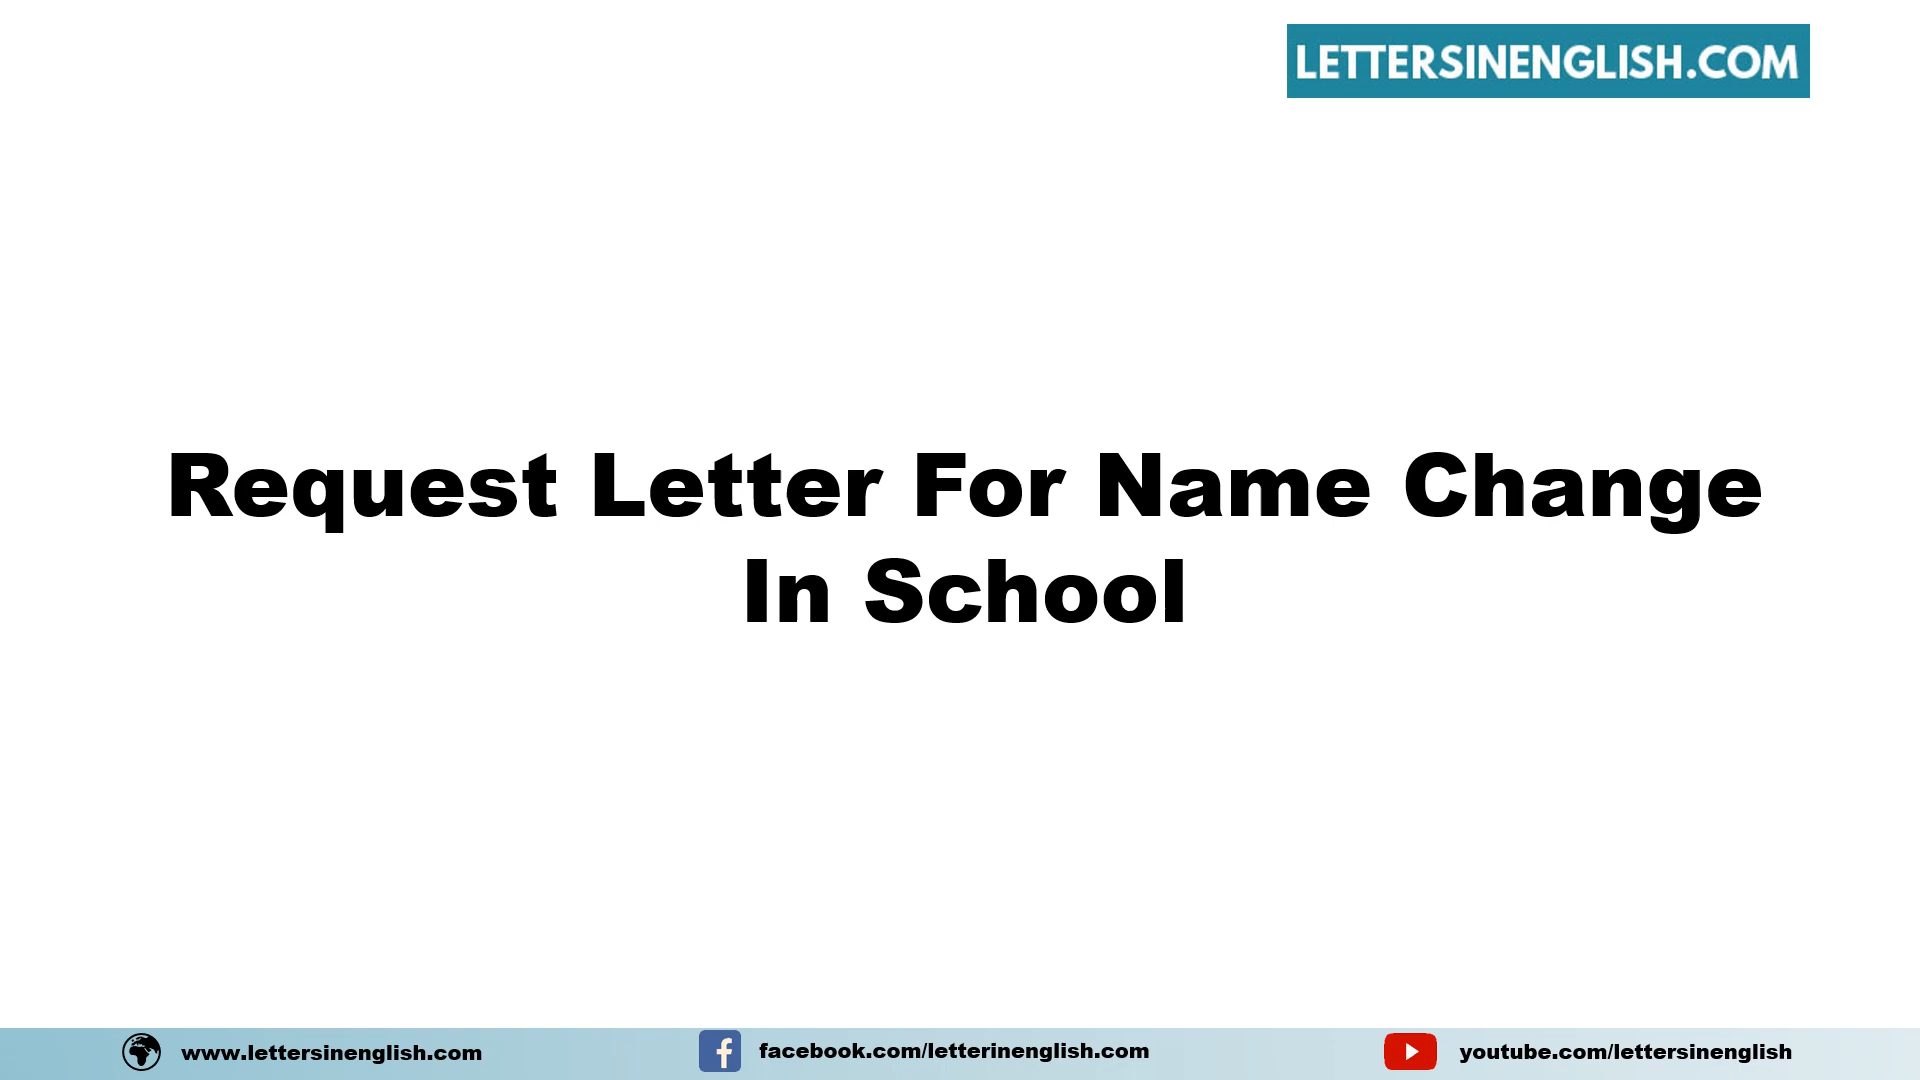 LETTERSINENGLISH.COM
Request Letter For Name Change
In School
www.lettersinenglish.com
facebook.com/letterinenglish.com
youtube.com/lettersinenglish